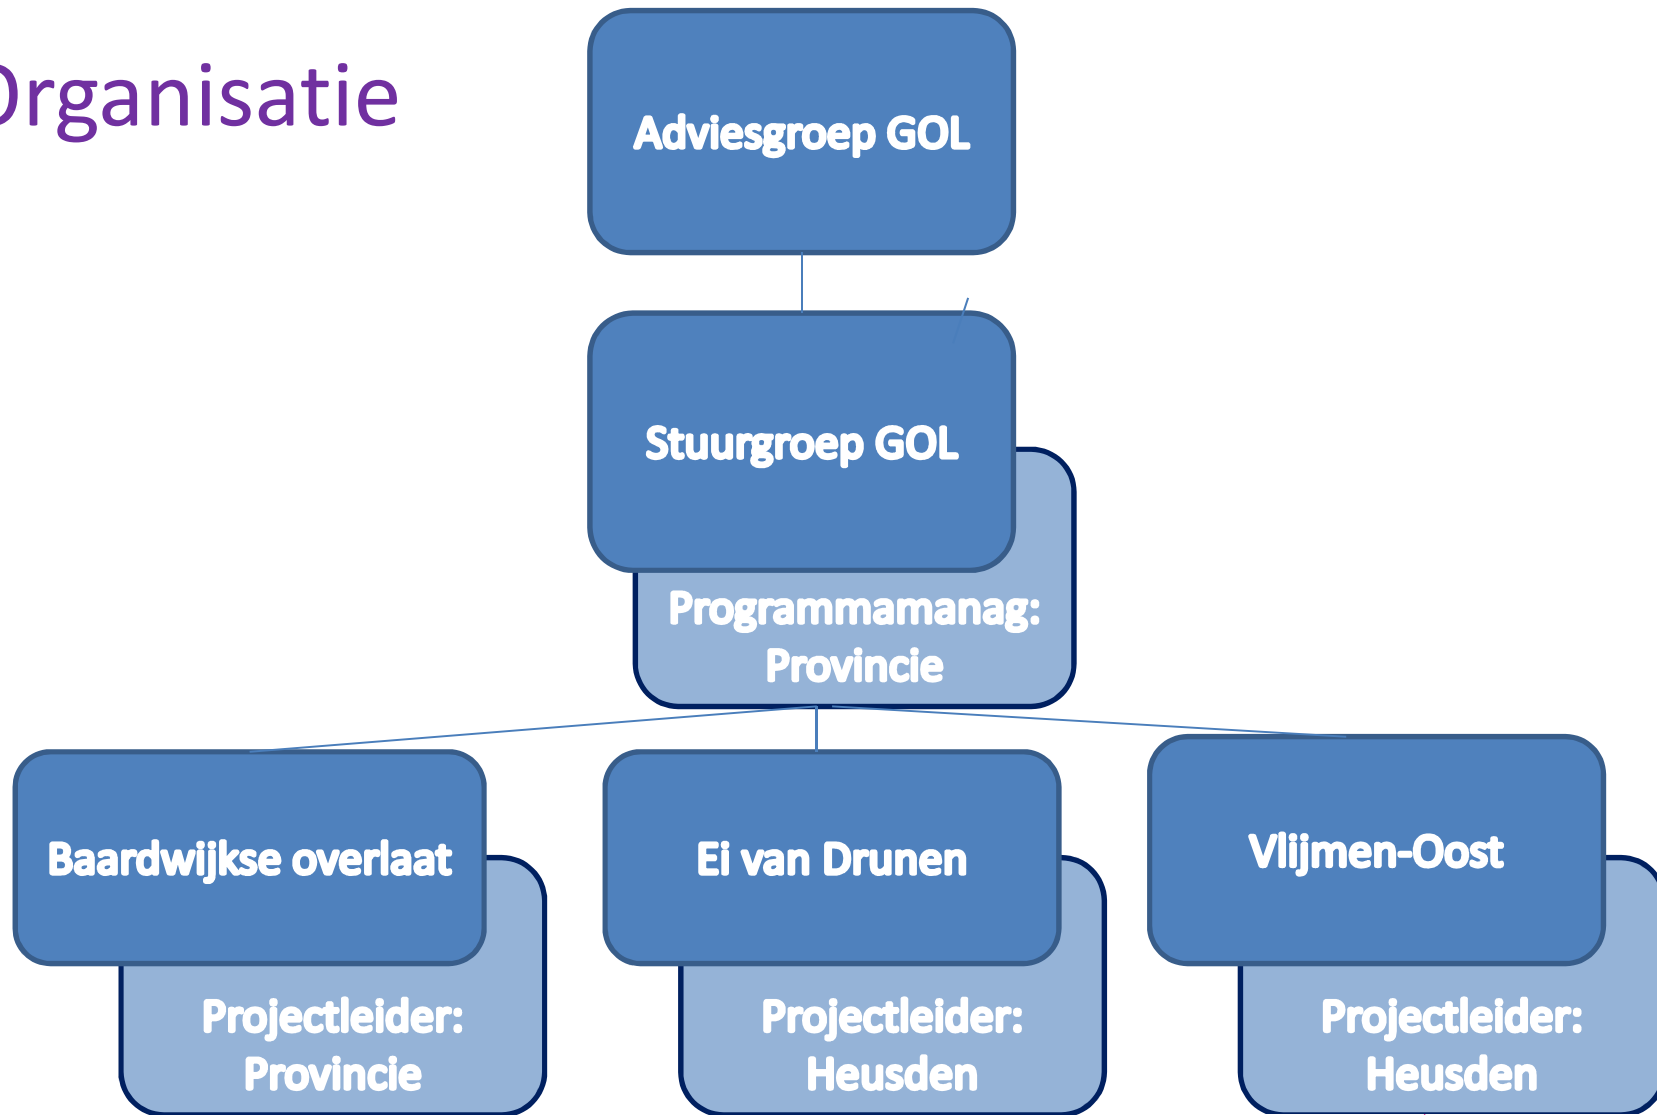 Organisatie
Adviesgroep GOL
Stuurgroep GOL
Programmamanag:
Provincie
Baardwijkse overlaat
Projectleider:
Provincie
Ei van Drunen
Projectleider:
Heusden
Vlijmen-Oost
Projectleider:
Heusden